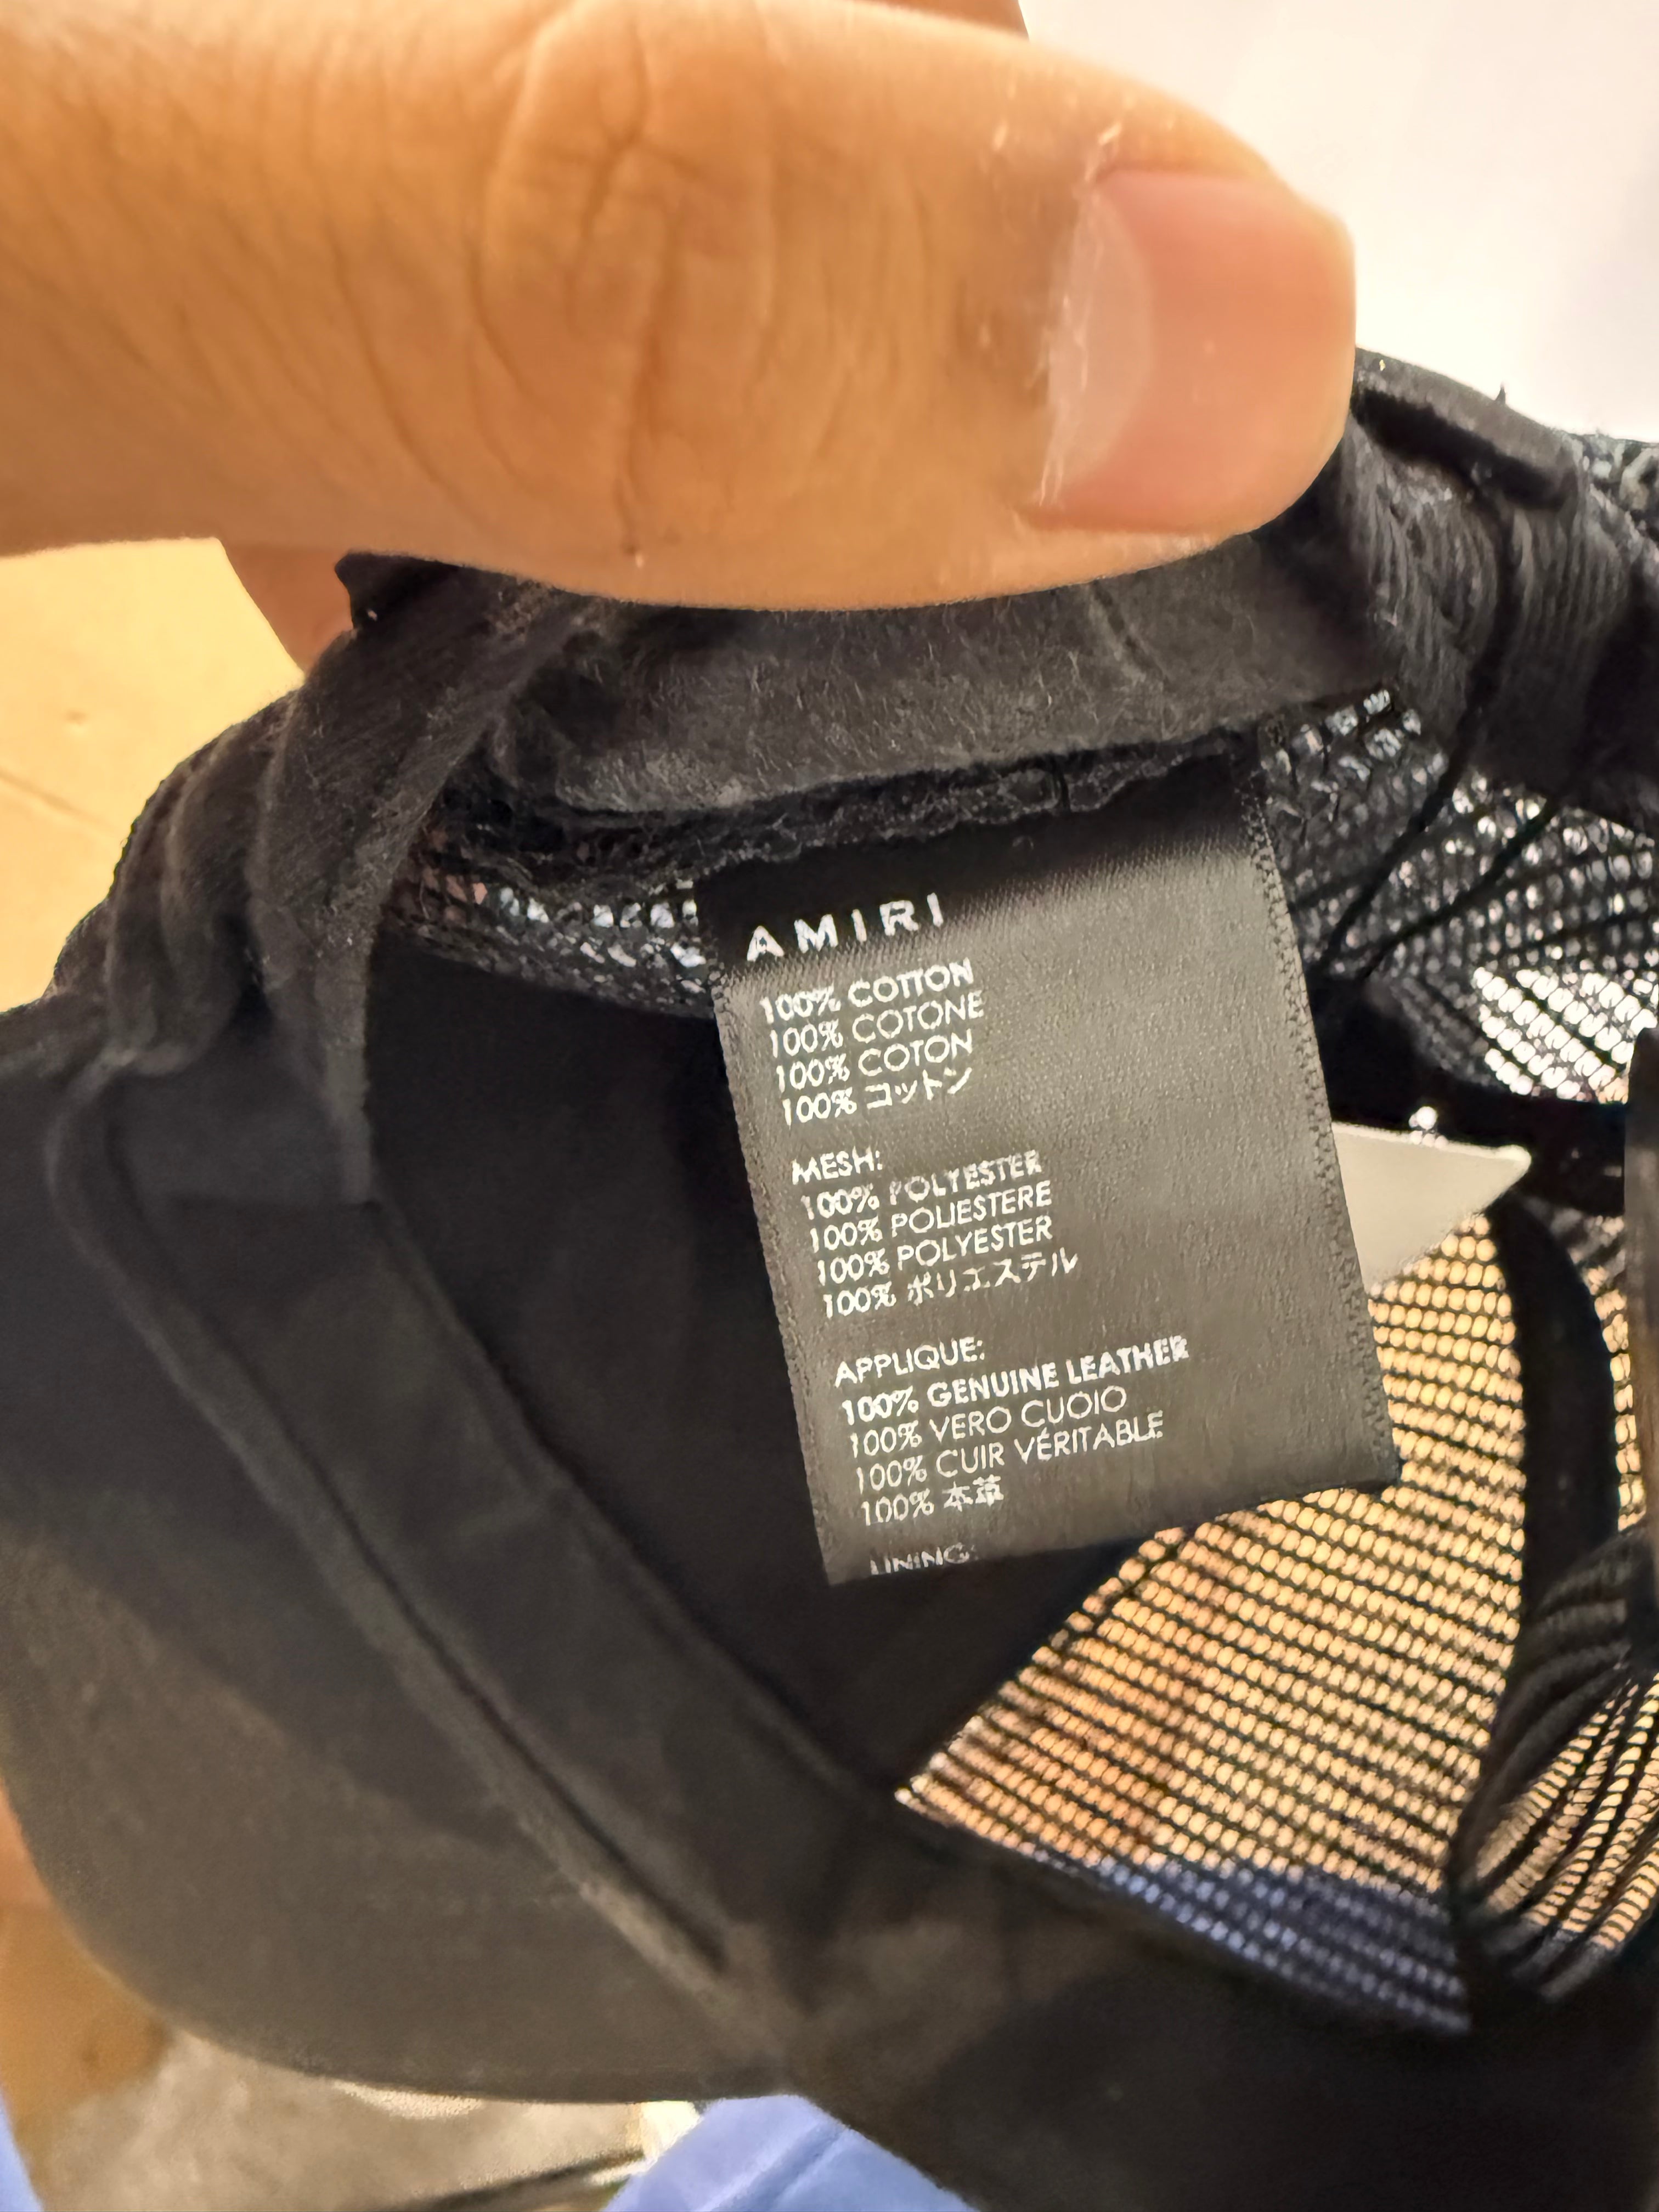 AMIRI
100% COTTON
100% COTONE
100% COTON
100% コットン
MESH:
100% POLYESTER
100% POLIESTERE
100% POLYESTER
100% ポリエステル
APPLIQUE:
100% GENUINE LEATHER
100% VERO CUOIO
100% CUIR VÉRITABLE
100% 本革
LINING: